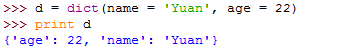 >>> d = dict(name = 'Yuan', age = 22)
>>> print d
{'age': 22, 'name': 'Yuan'}